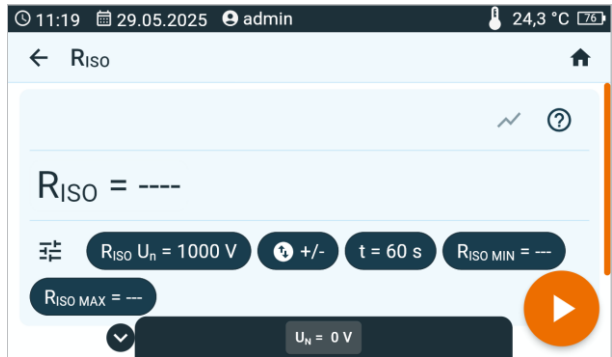 11:19 29.05.2025 admin 24,3 °C 76
RISO
RISO = ----
RISO Un = 1000 V +/- t = 60 s RISO MIN = ---
RISO MAX = ---
UN = 0 V